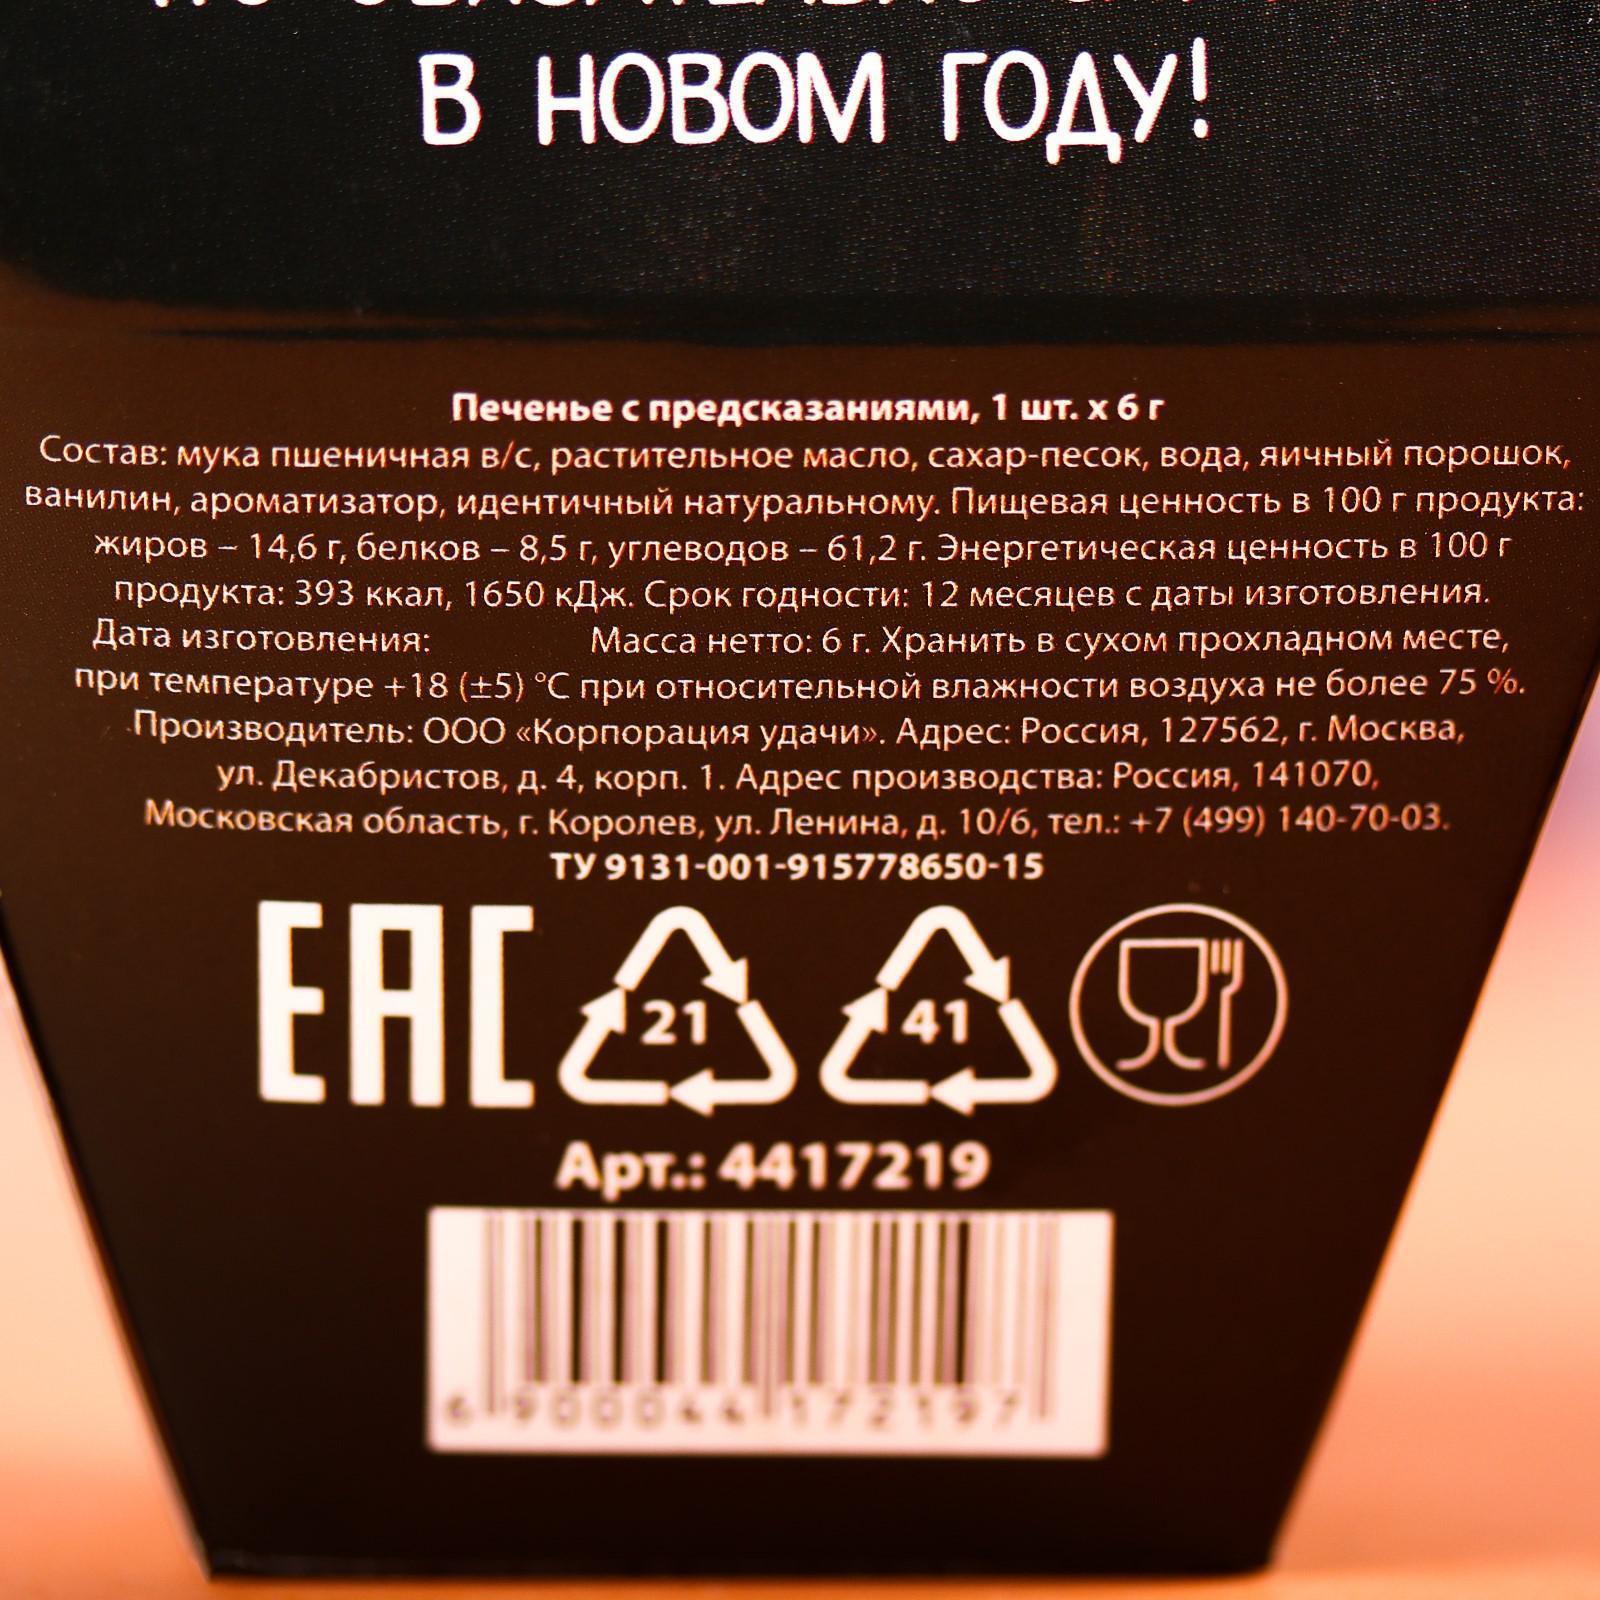 В НОВОМ ГОДУ!
Печенье с предсказаниями, 1 шт. х 6 г
Состав: мука пшеничная в/с, растительное масло, сахар-песок, вода, яичный порошок,
ванилин, ароматизатор, идентичный натуральному. Пищевая ценность в 100 г продукта:
жиров – 14,6 г, белков – 8,5 г, углеводов – 61,2 г. Энергетическая ценность в 100 г
продукта: 393 ккал, 1650 кДж. Срок годности: 12 месяцев с даты изготовления.
Дата изготовления: Масса нетто: 6 г. Хранить в сухом прохладном месте,
при температуре +18 (±5) °С при относительной влажности воздуха не более 75 %.
Производитель: ООО «Корпорация удачи». Адрес: Россия, 127562, г. Москва,
ул. Декабристов, д. 4, корп. 1. Адрес производства: Россия, 141070,
Московская область, г. Королев, ул. Ленина, д. 10/6, тел.: +7 (499) 140-70-03.
ТУ 9131-001-915778650-15
ЕАС 21 41
Арт.: 4417219
6 900044 172197